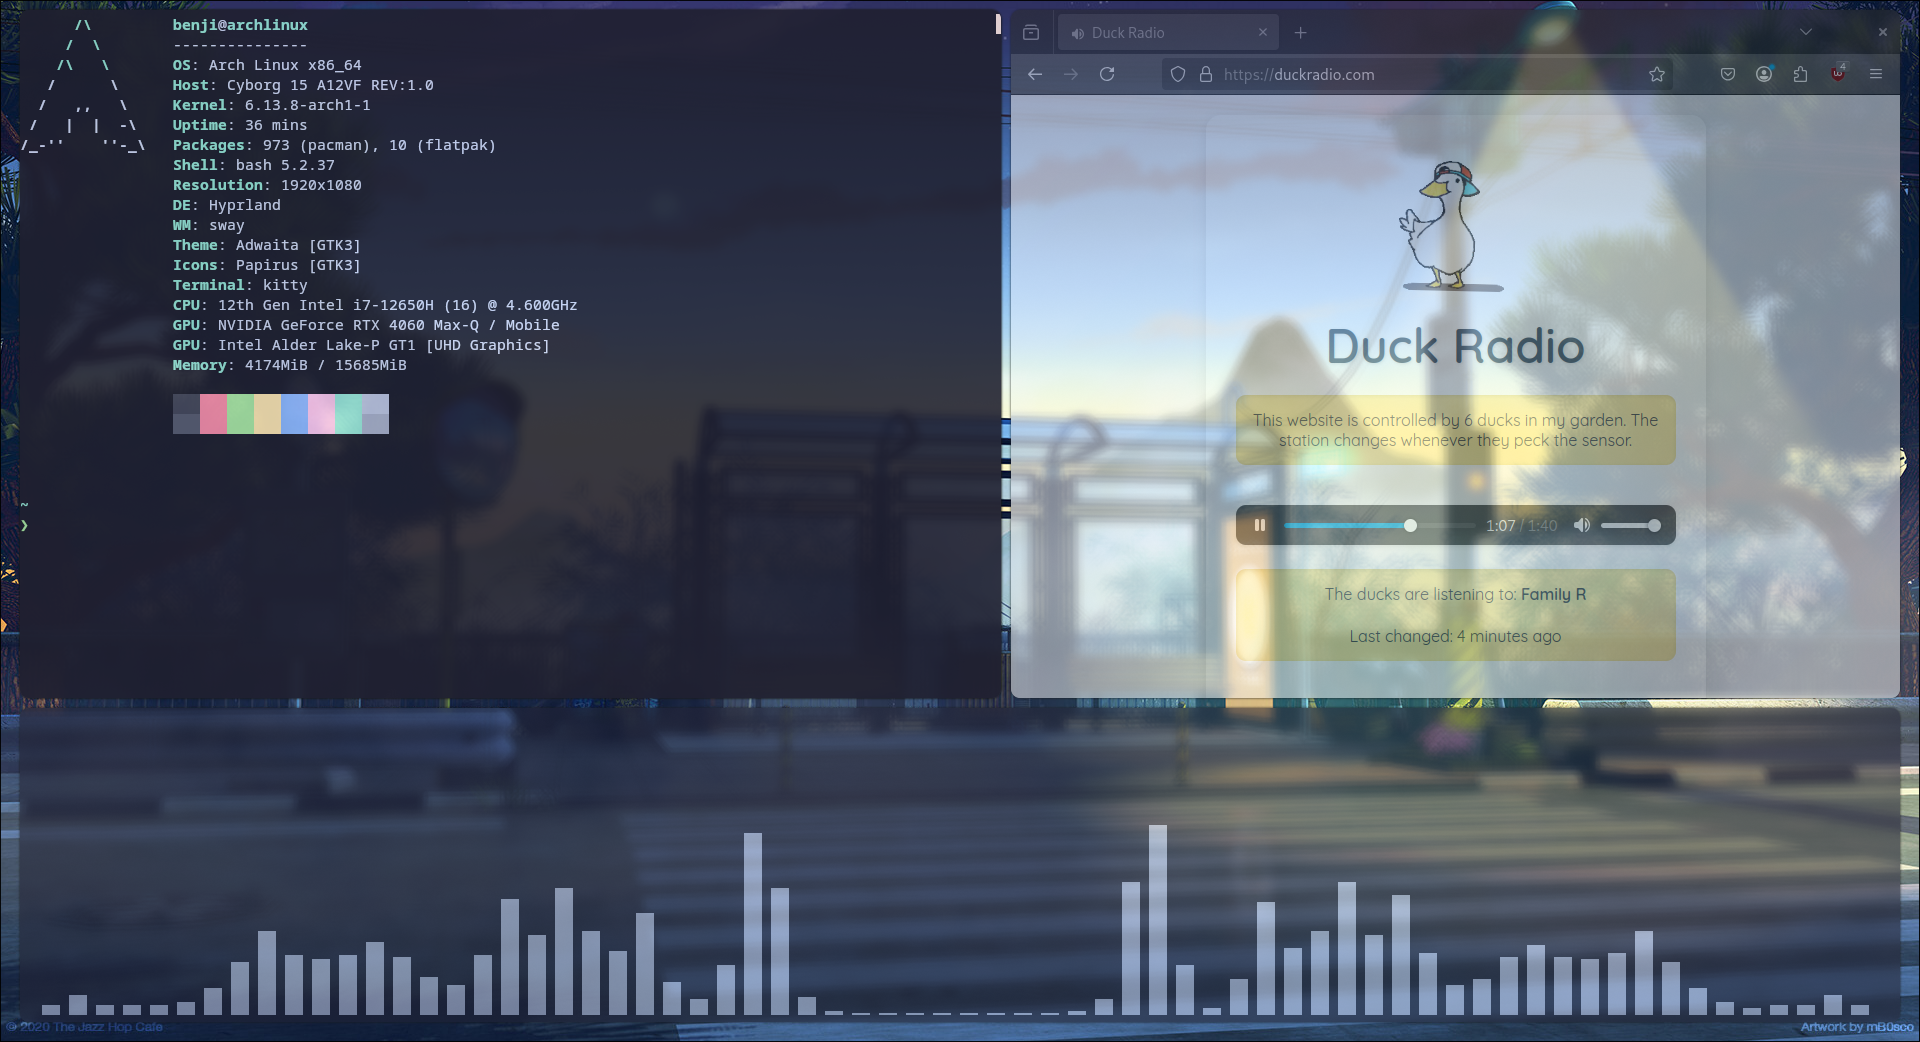 benji@archlinux
---------------
OS: Arch Linux x86_64
Host: Cyborg 15 A12VF REV:1.0
Kernel: 6.13.8-arch1-1
Uptime: 36 mins
Packages: 973 (pacman), 10 (flatpak)
Shell: bash 5.2.37
Resolution: 1920x1080
DE: Hyprland
WM: sway
Theme: Adwaita [GTK3]
Icons: Papirus [GTK3]
Terminal: kitty
CPU: 12th Gen Intel i7-12650H (16) @ 4.600GHz
GPU: NVIDIA GeForce RTX 4060 Max-Q / Mobile
GPU: Intel Alder Lake-P GT1 [UHD Graphics]
Memory: 4174MiB / 15685MiB
~
❯
Duck Radio
https://duckradio.com
4
Duck Radio
This website is controlled by 6 ducks in my garden. The
station changes whenever they peck the sensor.
1:07 / 1:40
The ducks are listening to: Family R
Last changed: 4 minutes ago
© 2020 The Jazz Hop Cafe
Artwork by mB0sco